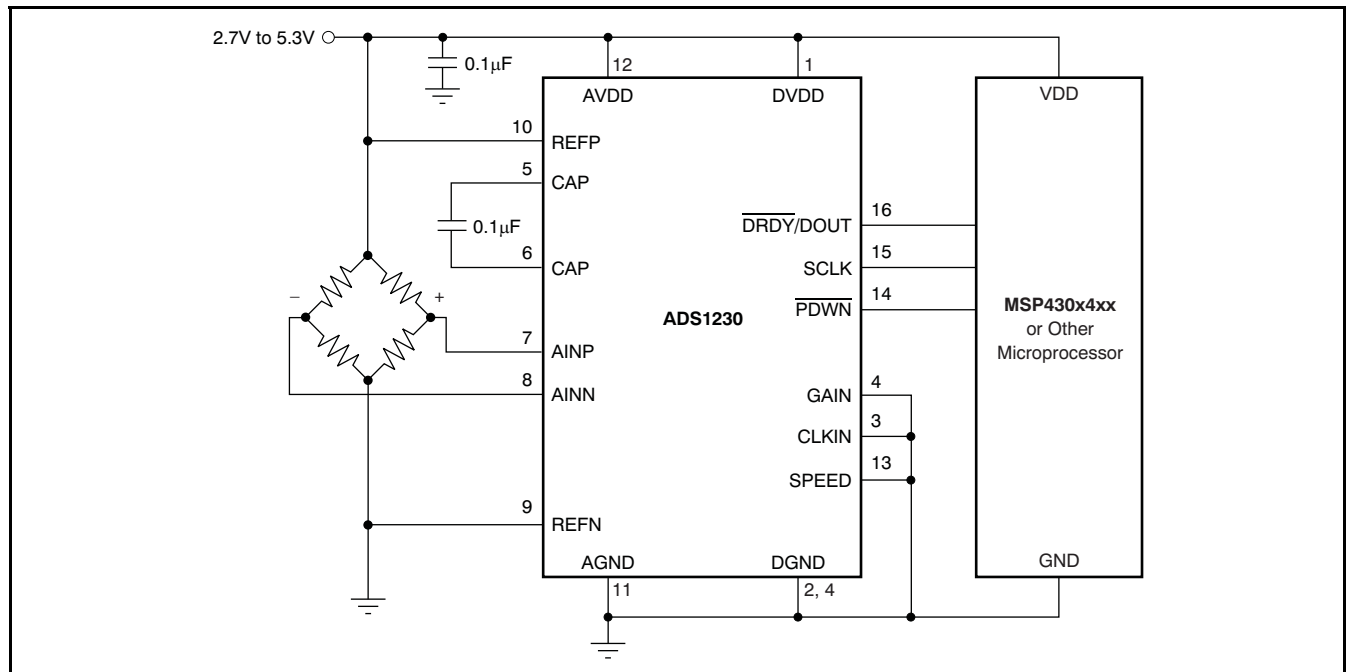 2.7V to 5.3V
0.1µF
12
1
AVDD
DVDD
VDD
10
REFP
5
CAP
0.1µF
6
CAP
16
DRDY/DOUT
15
SCLK
14
PDWN
ADS1230
MSP430x4xx
or Other
Microprocessor
−
+
7
AINP
8
AINN
4
GAIN
3
CLKIN
13
SPEED
9
REFN
AGND
DGND
GND
11
2, 4